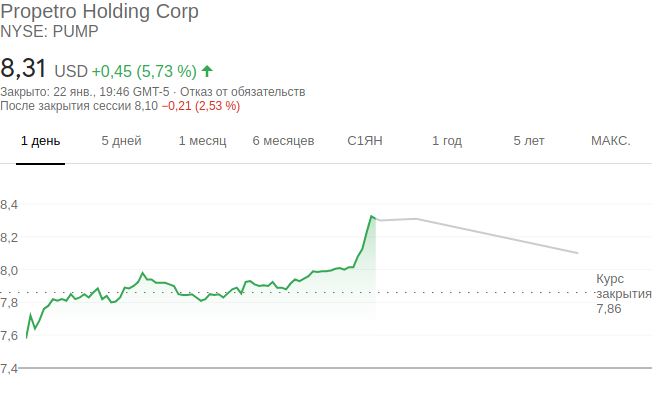 Propetro Holding Corp
NYSE: PUMP
8,31 USD +0,45 (5,73 %)
Закрыто: 22 янв., 19:46 GMT-5 · Отказ от обязательств
После закрытия сессии 8,10 −0,21 (2,53 %)
1 день 5 дней 1 месяц 6 месяцев С1ЯН 1 год 5 лет МАКС.
8,4
8,2
8,0
Курс
закрытия
7,8
7,86
7,6
7,4